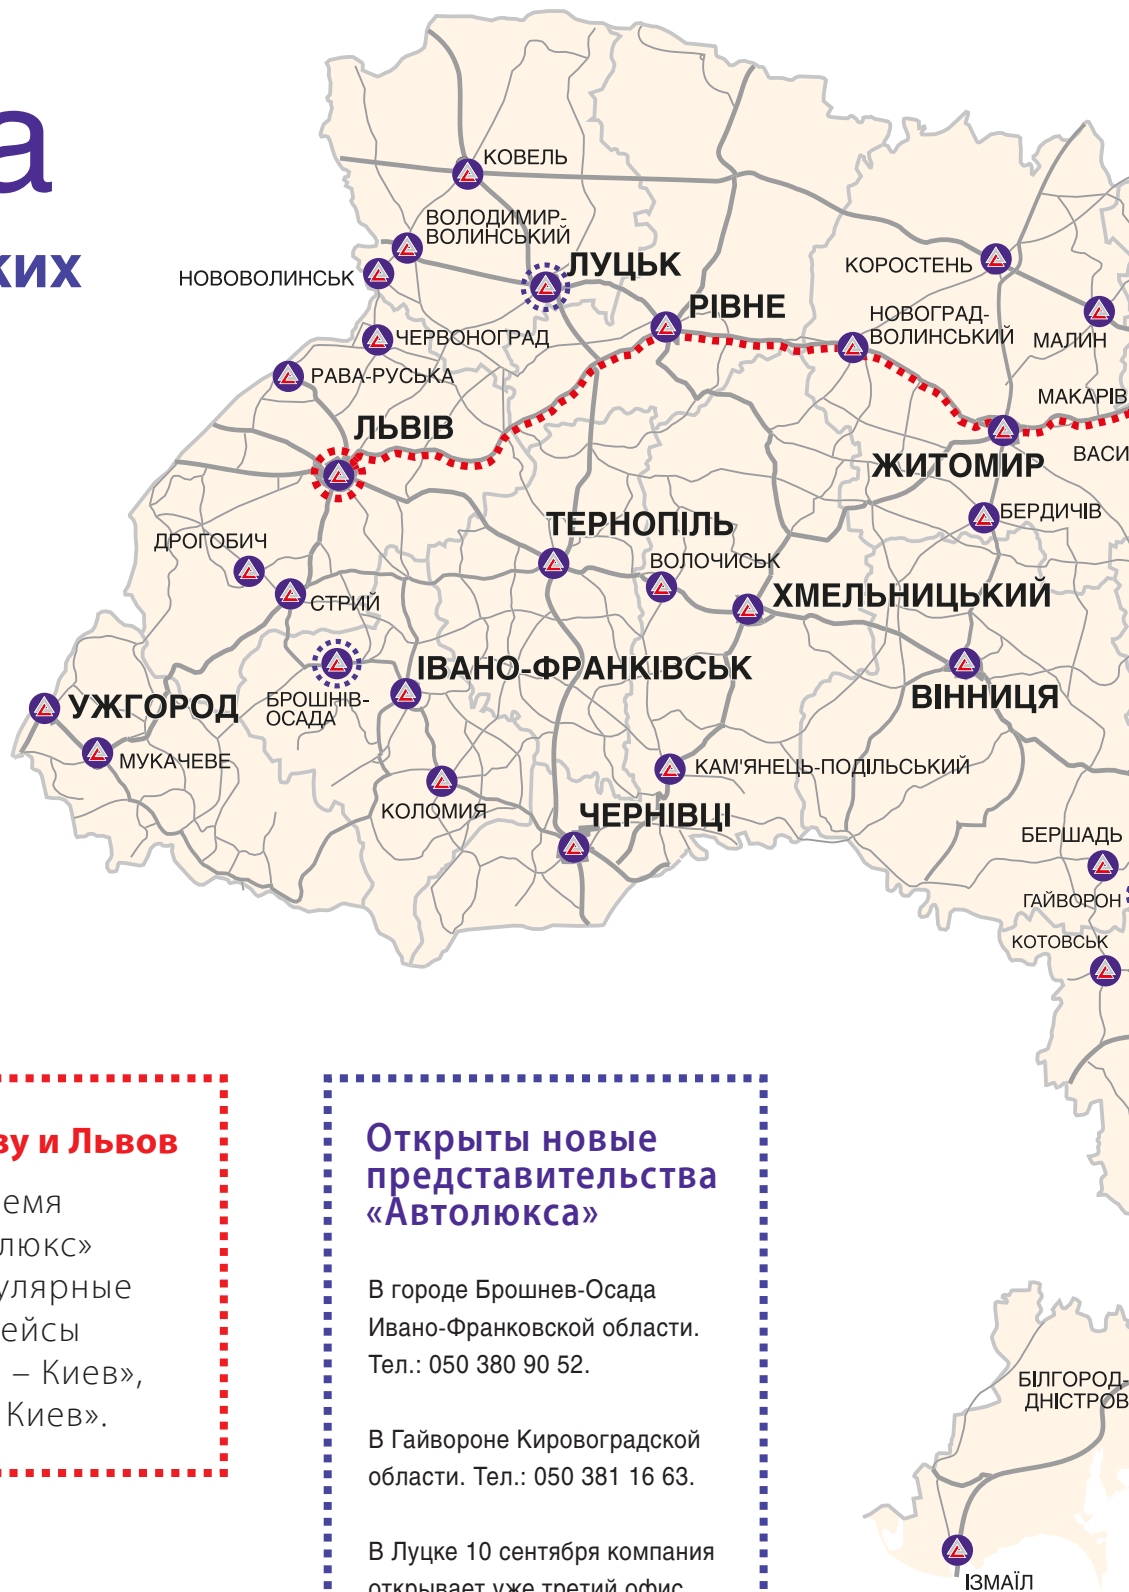 а
ких
КОВЕЛЬ
ВОЛОДИМИР-
ВОЛИНСЬКИЙ
НОВОВОЛИНСЬК
ЛУЦЬК
КОРОСТЕНЬ
РІВНЕ
НОВОГРАД-
ВОЛИНСЬКИЙ
МАЛИН
ЧЕРВОНОГРАД
РАВА-РУСЬКА
МАКАРІВ
ЛЬВІВ
ЖИТОМИР
ВАСИ
БЕРДИЧІВ
ТЕРНОПІЛЬ
ДРОГОБИЧ
ВОЛОЧИСЬК
СТРИЙ
ХМЕЛЬНИЦЬКИЙ
ІВАНО-ФРАНКІВСЬК
БРОШНІВ-
ОСАДА
ВІННИЦЯ
УЖГОРОД
МУКАЧЕВЕ
КАМ'ЯНЕЦЬ-ПОДІЛЬСЬКИЙ
КОЛОМИЯ
ЧЕРНІВЦІ
БЕРШАДЬ
ГАЙВОРОН
КОТОВСЬК
БІЛГОРОД-
ДНІСТРОВ
ІЗМАЇЛ
ву и Львов
емя
люкс»
улярные
ейсы
– Киев»,
Киев».
Открыты новые
представительства
«Автолюкса»
В городе Брошнев-Осада
Ивано-Франковской области.
Тел.: 050 380 90 52.
В Гайвороне Кировоградской
области. Тел.: 050 381 16 63.
В Луцке 10 сентября компания
открывает уже третий офис